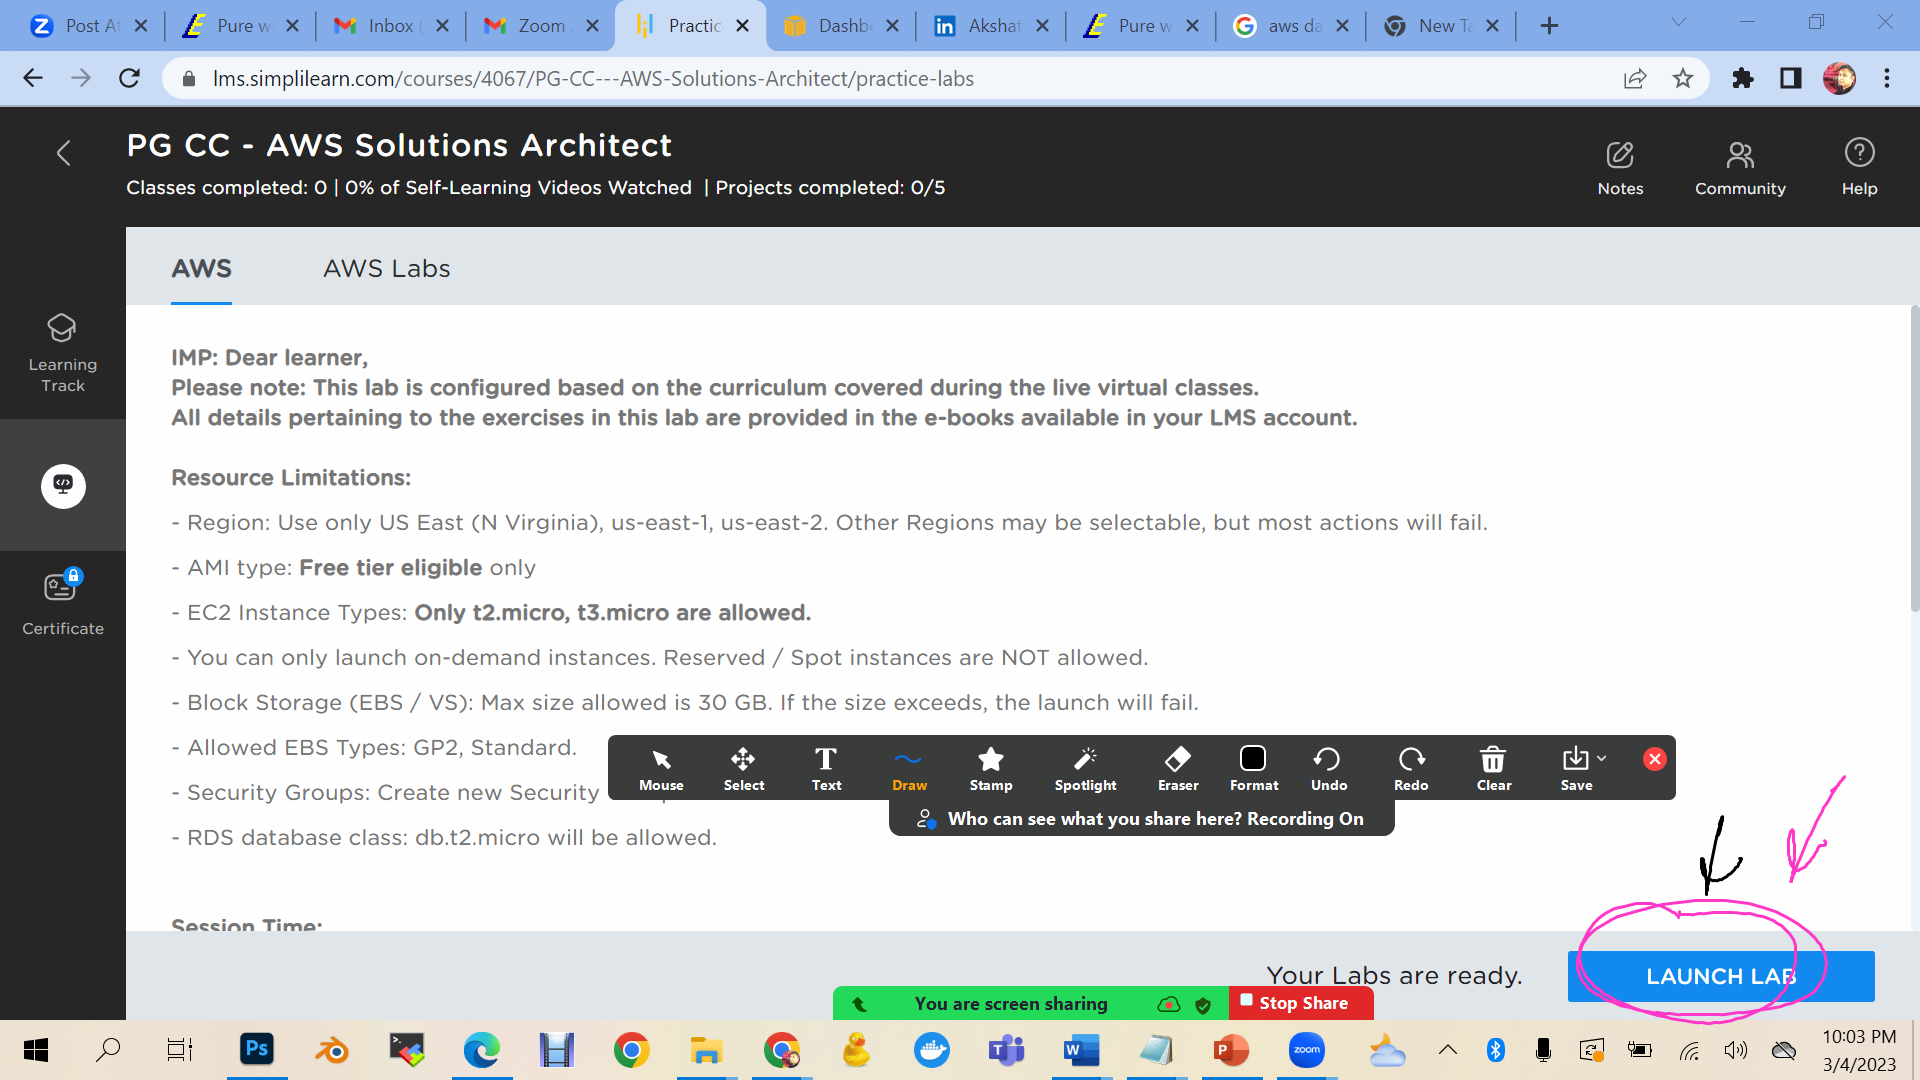 Post At
Pure w
Inbox (
Zoom
Practic
Dashb
Akshat
Pure w
aws da
New Ta
lms.simplilearn.com/courses/4067/PG-CC---AWS-Solutions-Architect/practice-labs
PG CC - AWS Solutions Architect
Classes completed: 0 | 0% of Self-Learning Videos Watched | Projects completed: 0/5
Notes
Community
Help
AWS
AWS Labs
Learning
Track
Certificate
IMP: Dear learner,
Please note: This lab is configured based on the curriculum covered during the live virtual classes.
All details pertaining to the exercises in this lab are provided in the e-books available in your LMS account.
Resource Limitations:
- Region: Use only US East (N Virginia), us-east-1, us-east-2. Other Regions may be selectable, but most actions will fail.
- AMI type: Free tier eligible only
- EC2 Instance Types: Only t2.micro, t3.micro are allowed.
- You can only launch on-demand instances. Reserved / Spot instances are NOT allowed.
- Block Storage (EBS / VS): Max size allowed is 30 GB. If the size exceeds, the launch will fail.
- Allowed EBS Types: GP2, Standard.
- Security Groups: Create new Security
- RDS database class: db.t2.micro will be allowed.
Session Time:
Mouse
Select
Text
Draw
Stamp
Spotlight
Eraser
Format
Undo
Redo
Clear
Save
Who can see what you share here? Recording On
Your Labs are ready.
LAUNCH LAB
You are screen sharing
Stop Share
Ps
W
P
zoom
10:03 PM
3/4/2023